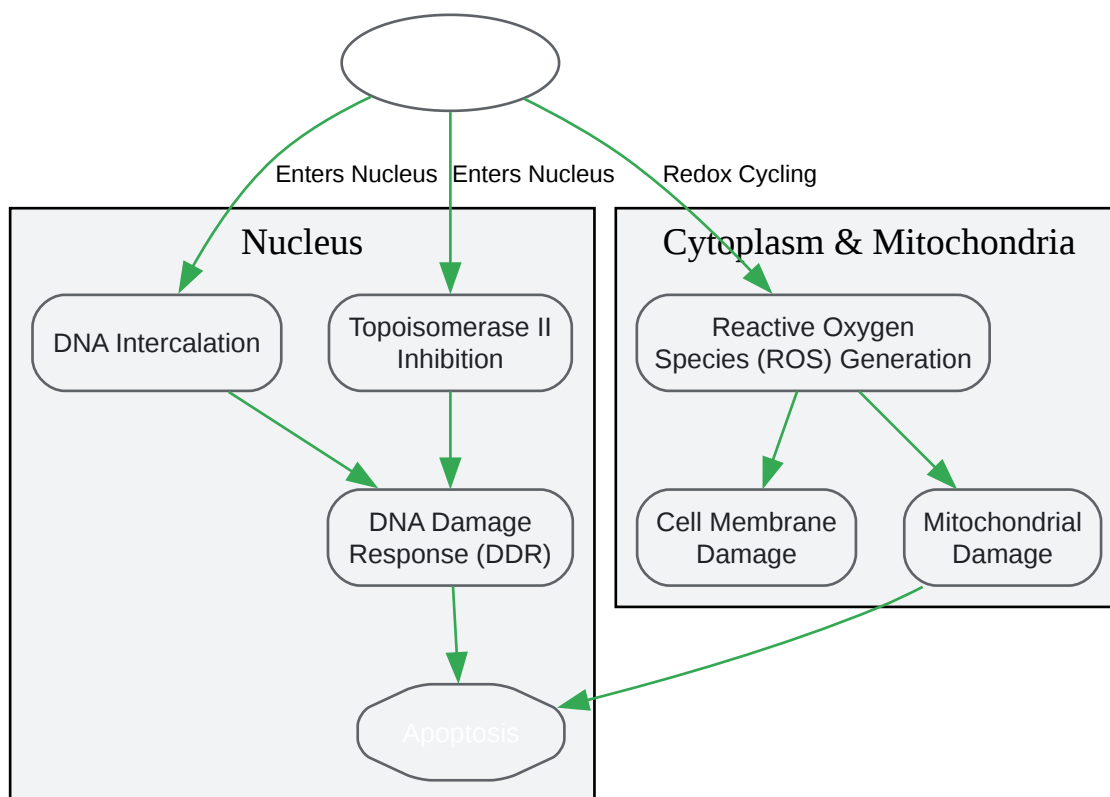 Enters Nucleus
Enters Nucleus
Redox Cycling
Nucleus
Cytoplasm & Mitochondria
DNA Intercalation
Topoisomerase II
Inhibition
Reactive Oxygen
Species (ROS) Generation
DNA Damage
Response (DDR)
Cell Membrane
Damage
Mitochondrial
Damage
Apoptosis